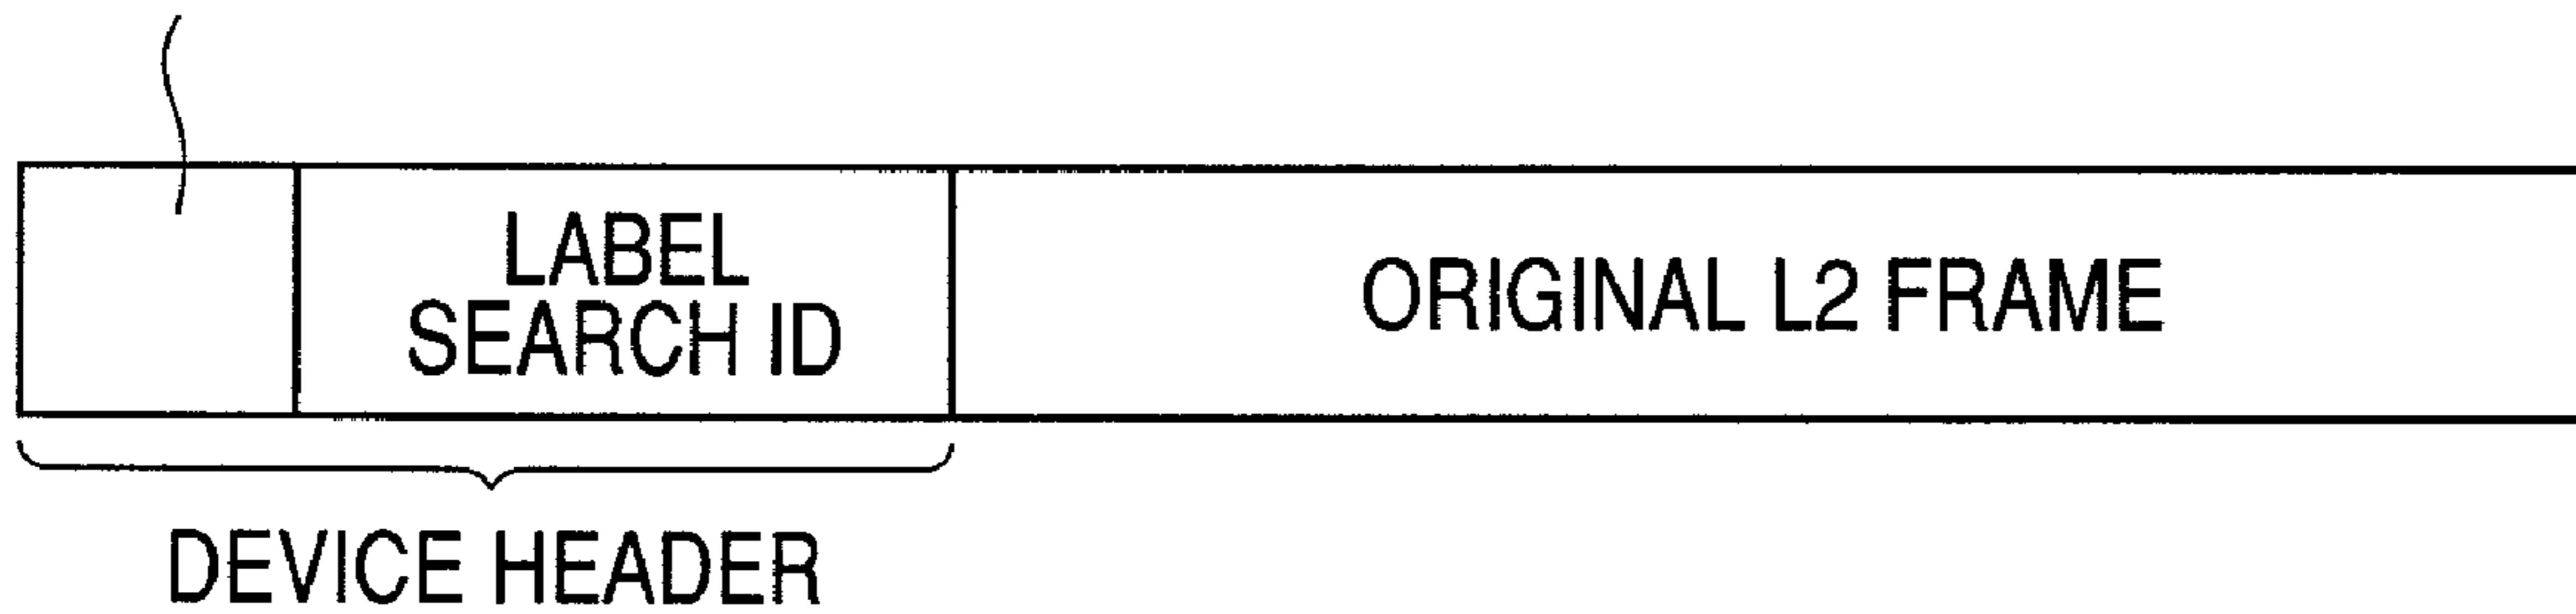 LABEL
SEARCH ID
ORIGINAL L2 FRAME
DEVICE HEADER